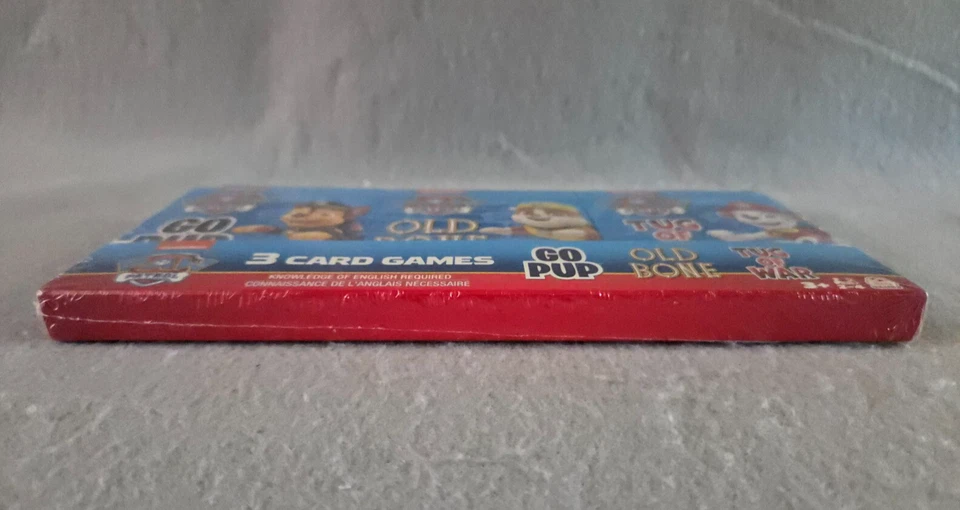 GO
OLD
TUG
3 CARD GAMES
KNOWLEDGE OF ENGLISH REQUIRED
CONNAISSANCE DE L'ANGLAIS NÉCESSAIRE
GO
PUP
OLD
BONE
TUG
WAR
3+